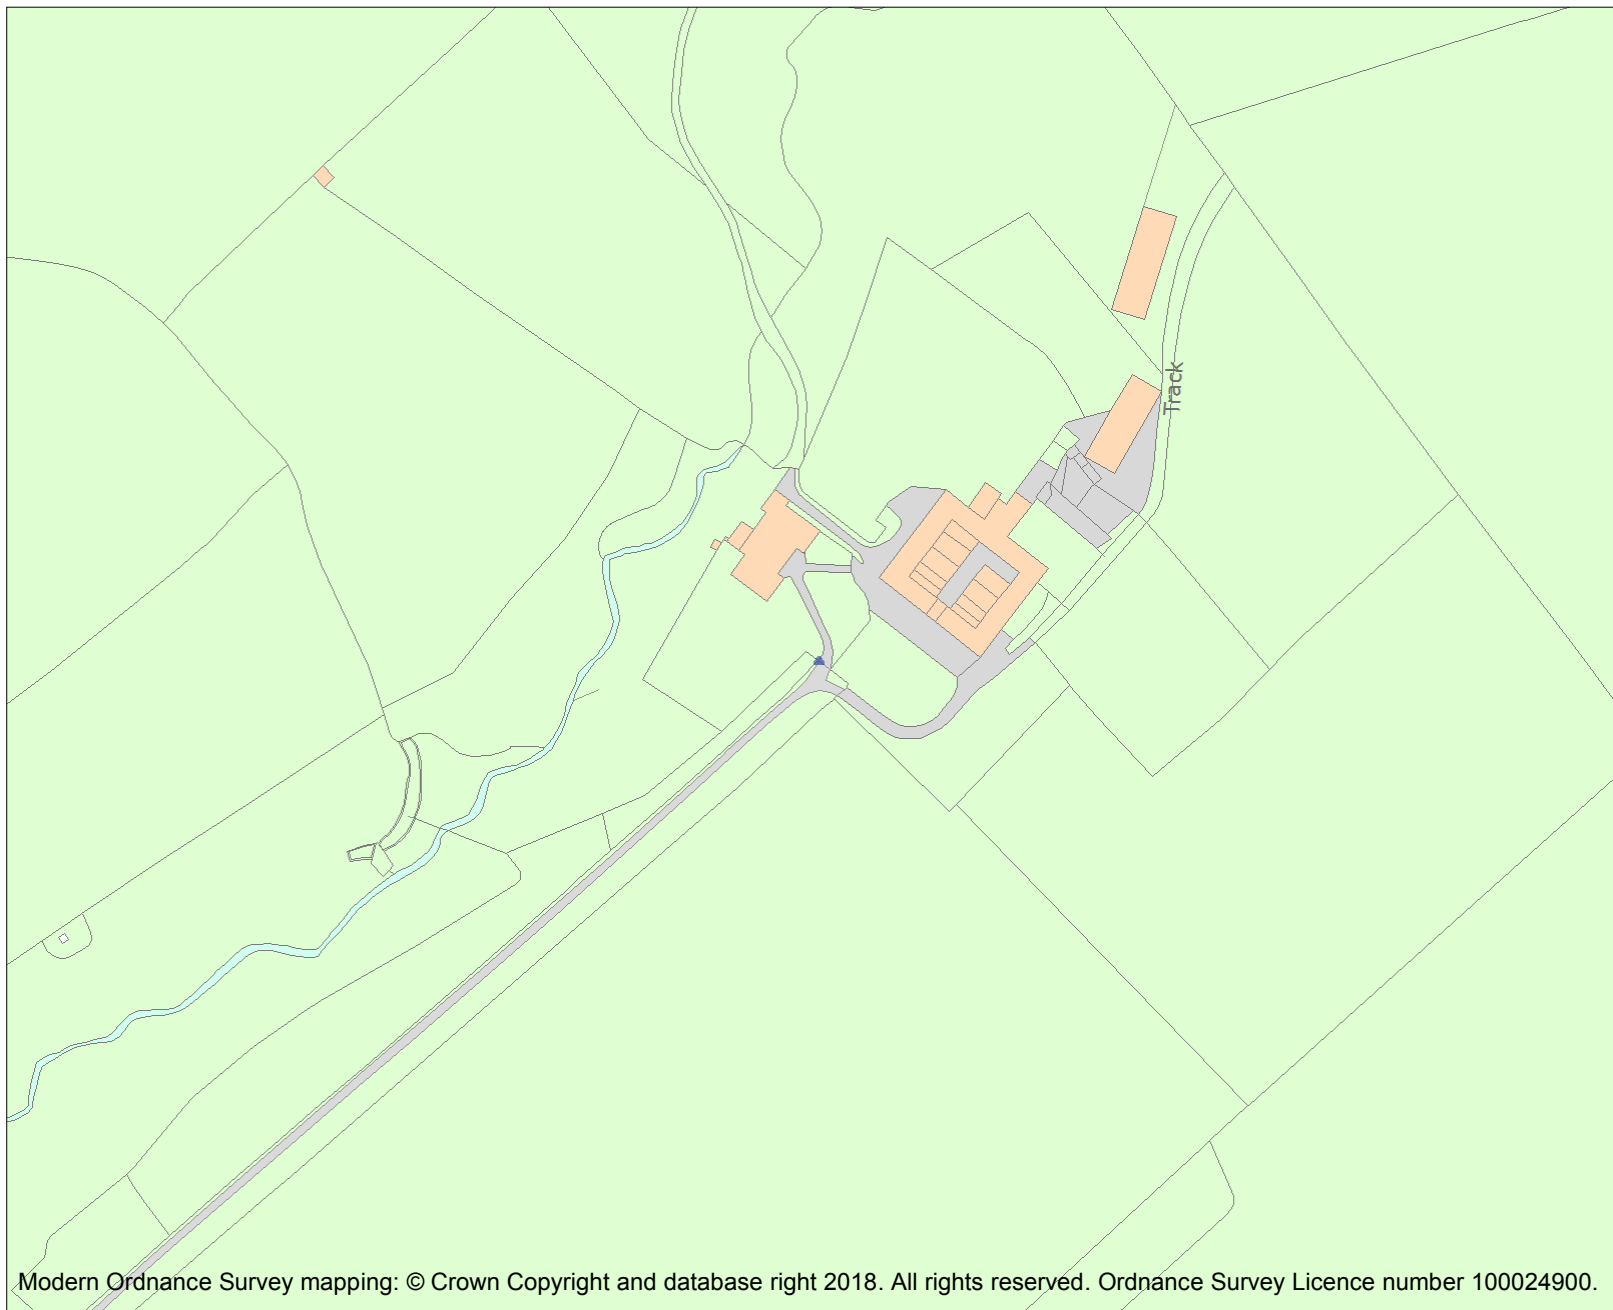 Track
Modern Ordnance Survey mapping: © Crown Copyright and database right 2018. All rights reserved. Ordnance Survey Licence number 100024900.